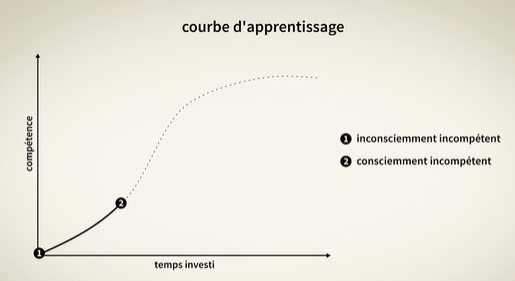 courbe d'apprentissage
compétence
2
1
temps investi
1 inconsciemment incompétent
2 consciemment incompétent